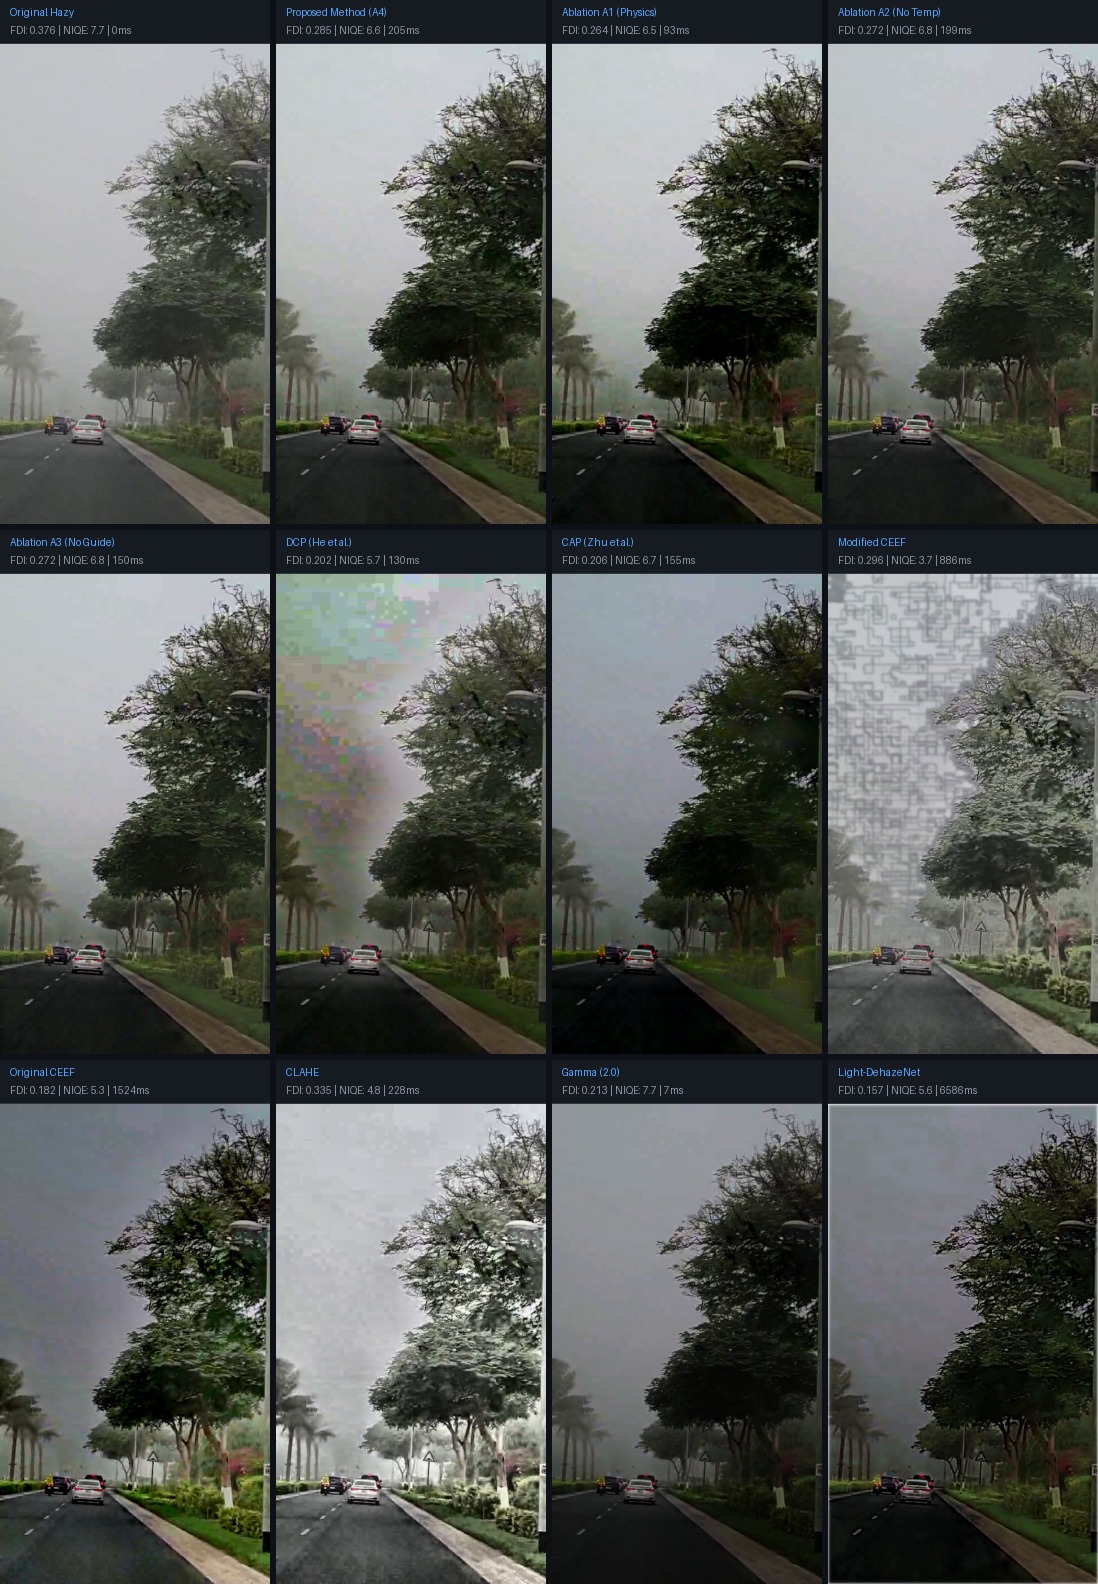 Original Hazy
FDI: 0.376 | NIQE: 7.7 | 0ms
Proposed Method (A4)
FDI: 0.285 | NIQE: 6.6 | 205ms
Ablation A1 (Physics)
FDI: 0.264 | NIQE: 6.5 | 93ms
Ablation A2 (No Temp)
FDI: 0.272 | NIQE: 6.8 | 199ms
Ablation A3 (No Guide)
FDI: 0.272 | NIQE: 6.8 | 150ms
DCP (He et al.)
FDI: 0.202 | NIQE: 5.7 | 130ms
CAP (Zhu et al.)
FDI: 0.206 | NIQE: 6.7 | 155ms
Modified CEEF
FDI: 0.296 | NIQE: 3.7 | 886ms
Original CEEF
FDI: 0.182 | NIQE: 5.3 | 1524ms
CLAHE
FDI: 0.335 | NIQE: 4.8 | 228ms
Gamma (2.0)
FDI: 0.213 | NIQE: 7.7 | 7ms
Light-DehazeNet
FDI: 0.157 | NIQE: 5.6 | 6586ms